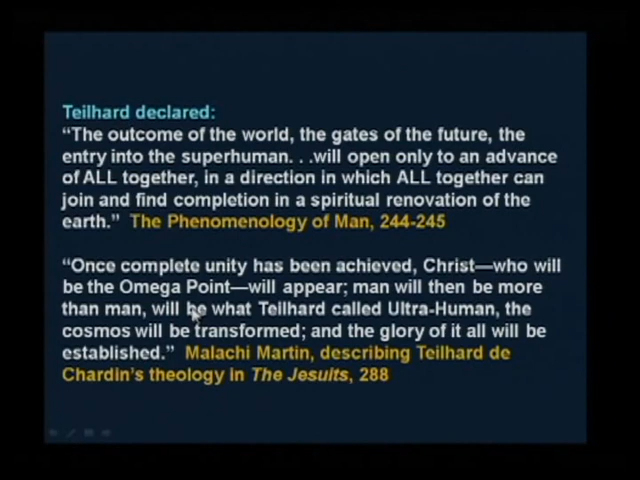 Teilhard declared:
“The outcome of the world, the gates of the future, the
entry into the superhuman. . .will open only to an advance
of ALL together, in a direction in which ALL together can
join and find completion in a spiritual renovation of the
earth.” The Phenomenology of Man, 244-245
“Once complete unity has been achieved, Christ—who will
be the Omega Point—will appear; man will then be more
than man, will be what Teilhard called Ultra-Human, the
cosmos will be transformed; and the glory of it all will be
established.” Malachi Martin, describing Teilhard de
Chardin’s theology in The Jesuits, 288